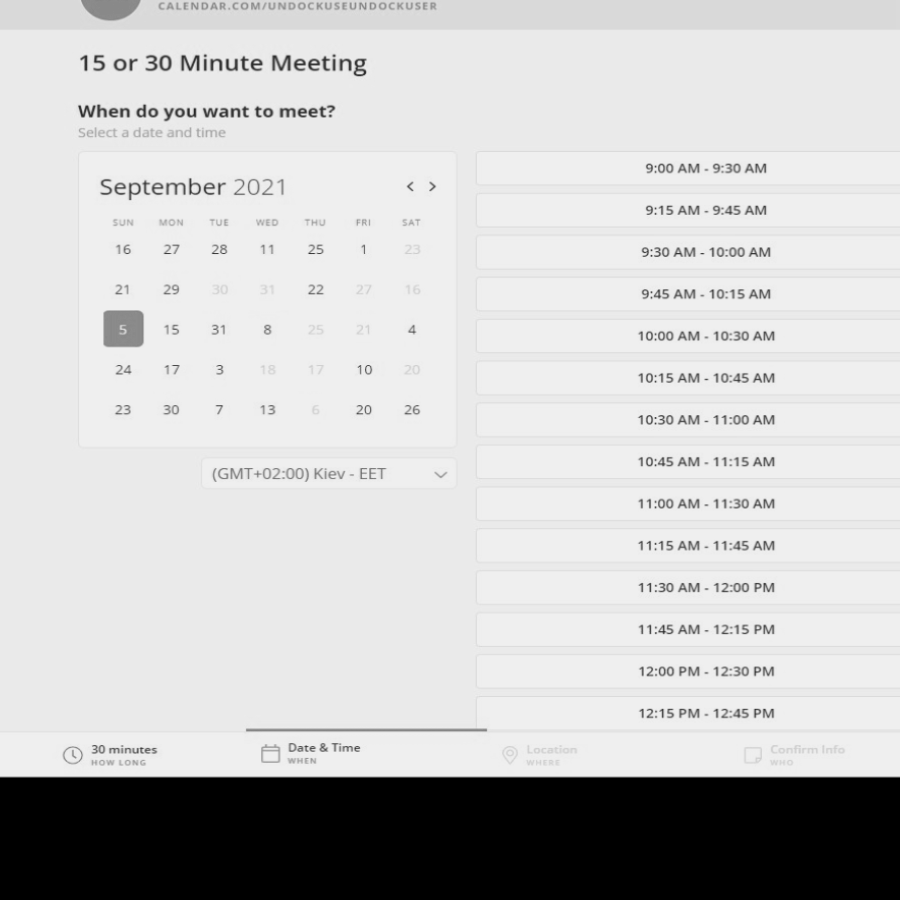 CALENDAR.COM/UNDOCKUSEUNDOCKUSER
15 or 30 Minute Meeting
When do you want to meet?
Select a date and time
September 2021 < >
SUN MON TUE WED THU FRI SAT
16 27 28 11 25 1 23
21 29 30 31 22 27 16
5 15 31 8 25 21 4
24 17 3 18 17 10 20
23 30 7 13 6 20 26
(GMT+02:00) Kiev - EET
9:00 AM - 9:30 AM
9:15 AM - 9:45 AM
9:30 AM - 10:00 AM
9:45 AM - 10:15 AM
10:00 AM - 10:30 AM
10:15 AM - 10:45 AM
10:30 AM - 11:00 AM
10:45 AM - 11:15 AM
11:00 AM - 11:30 AM
11:15 AM - 11:45 AM
11:30 AM - 12:00 PM
11:45 AM - 12:15 PM
12:00 PM - 12:30 PM
12:15 PM - 12:45 PM
30 minutes
HOW LONG
Date & Time
WHEN
Location
WHERE
Confirm Info
WHO